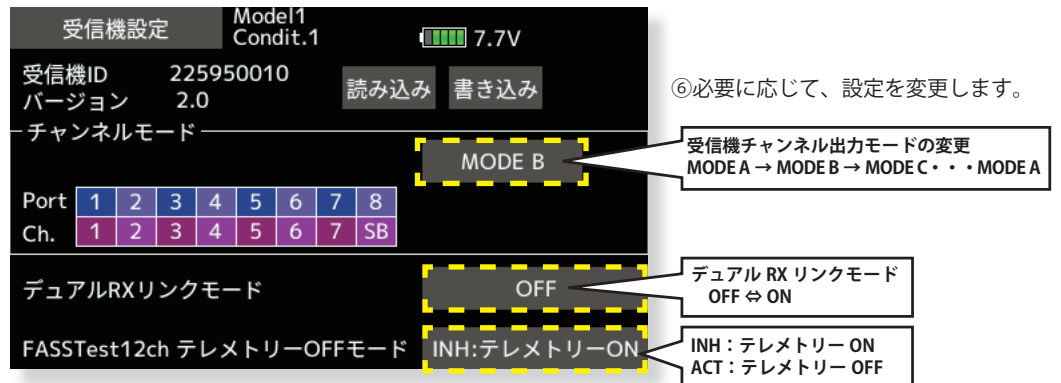 受信機設定
Model1
Condit.1
7.7V
受信機ID 225950010
バージョン 2.0
読み込み 書き込み
チャンネルモード
MODE B
Port 1 2 3 4 5 6 7 8
Ch. 1 2 3 4 5 6 7 SB
デュアルRXリンクモード OFF
FASSTest12ch テレメトリーOFFモード INH:テレメトリーON
⑥必要に応じて、設定を変更します。
受信機チャンネル出力モードの変更
MODE A → MODE B → MODE C・・・MODE A
デュアル RX リンクモード
OFF ⇔ ON
INH：テレメトリー ON
ACT：テレメトリー OFF